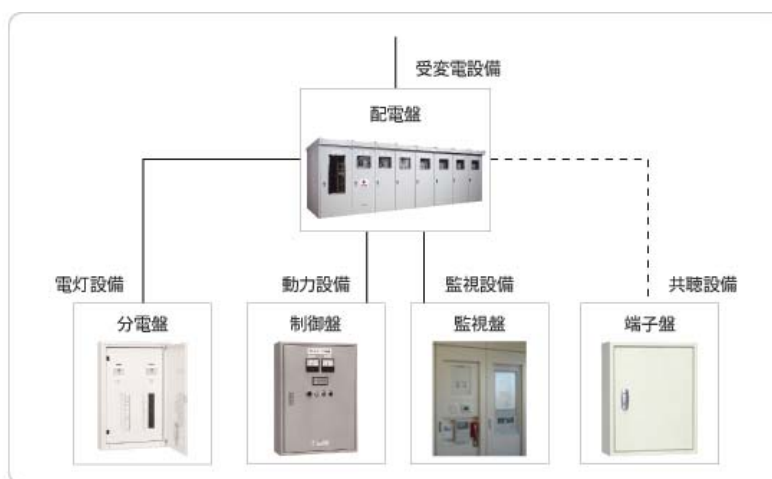 受変電設備
配電盤
電灯設備
動力設備
監視設備
共聴設備
分電盤
制御盤
監視盤
端子盤